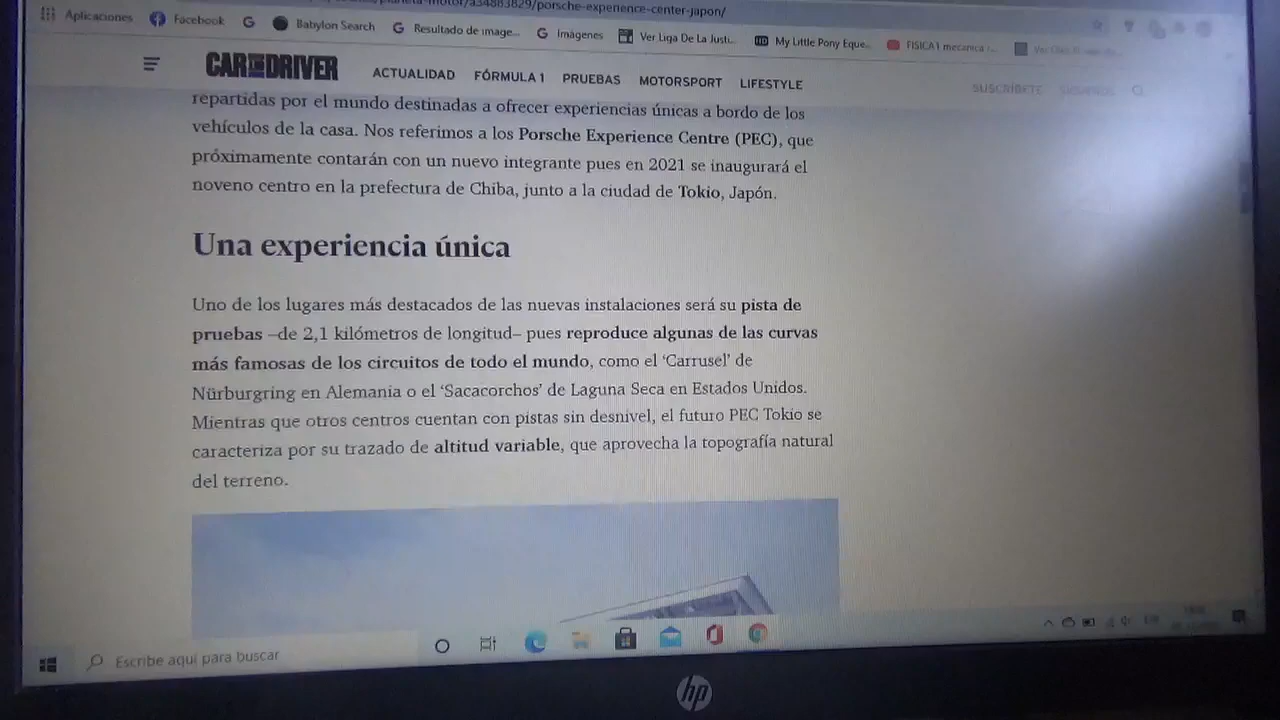 porsche-experience-center-japon/
Aplicaciones Facebook G Babylon Search G Resultado de image... G Imágenes Ver Liga De La Justi... HD My Little Pony Eque... FISICA1 mecanica
CAR AND DRIVER ACTUALIDAD FÓRMULA 1 PRUEBAS MOTORSPORT LIFESTYLE SUSCRÍBETE
repartidas por el mundo destinadas a ofrecer experiencias únicas a bordo de los
vehículos de la casa. Nos referimos a los Porsche Experience Centre (PEC), que
próximamente contarán con un nuevo integrante pues en 2021 se inaugurará el
noveno centro en la prefectura de Chiba, junto a la ciudad de Tokio, Japón.
Una experiencia única
Uno de los lugares más destacados de las nuevas instalaciones será su pista de
pruebas –de 2,1 kilómetros de longitud– pues reproduce algunas de las curvas
más famosas de los circuitos de todo el mundo, como el ‘Carrusel’ de
Nürburgring en Alemania o el ‘Sacacorchos’ de Laguna Seca en Estados Unidos.
Mientras que otros centros cuentan con pistas sin desnivel, el futuro PEC Tokio se
caracteriza por su trazado de altitud variable, que aprovecha la topografía natural
del terreno.
Escribe aquí para buscar
hp